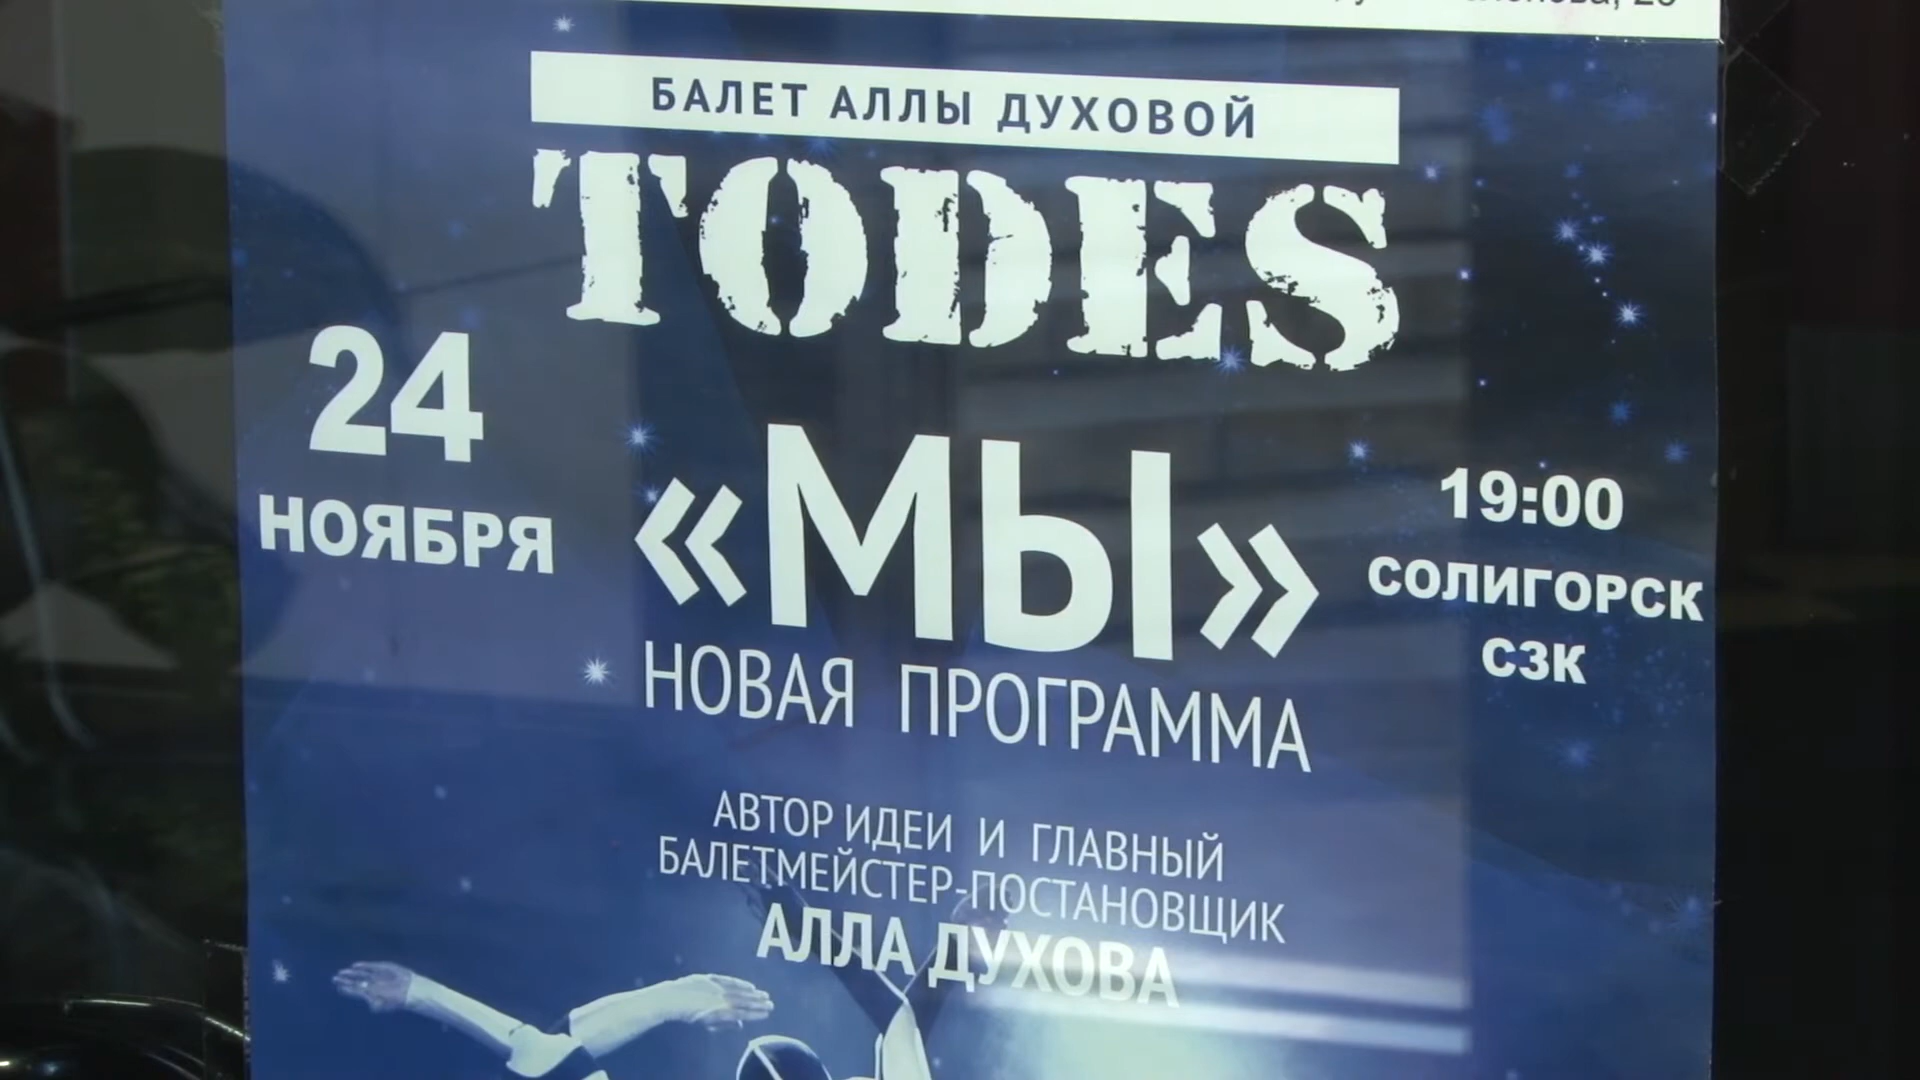 БАЛЕТ АЛЛЫ ДУХОВОЙ
TODES
24
НОЯБРЯ
«МЫ»
НОВАЯ ПРОГРАММА
19:00
СОЛИГОРСК
СЗК
АВТОР ИДЕИ И ГЛАВНЫЙ
БАЛЕТМЕЙСТЕР-ПОСТАНОВЩИК
АЛЛА ДУХОВА